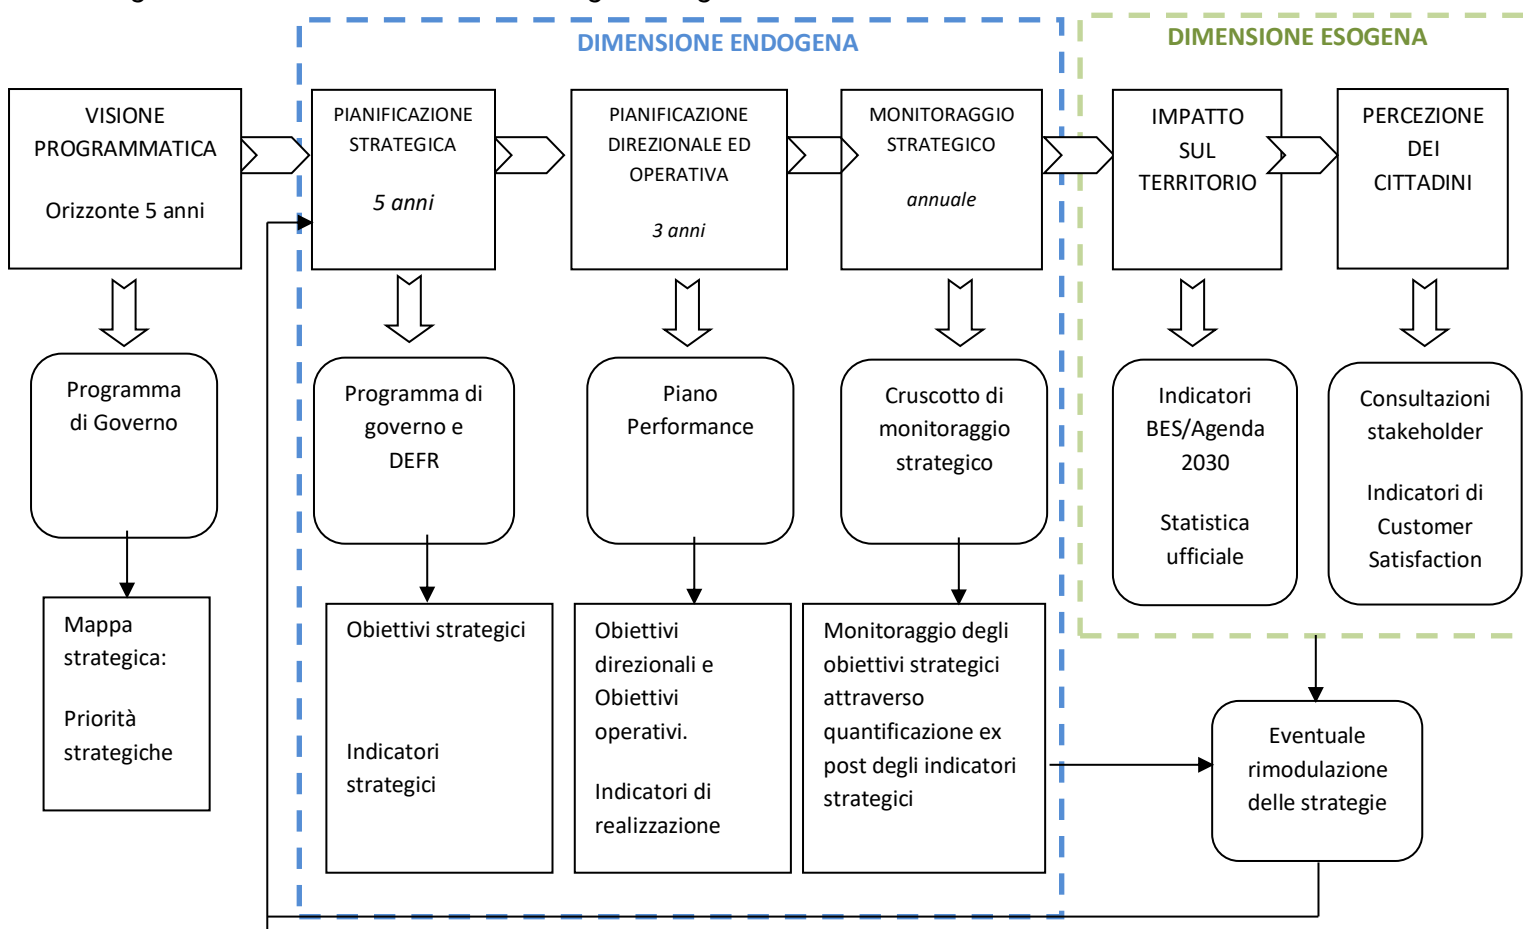 DIMENSIONE ENDOGENA
DIMENSIONE ESOGENA
VISIONE
PROGRAMMATICA
Orizzonte 5 anni
PIANIFICAZIONE
STRATEGICA
5 anni
PIANIFICAZIONE
DIREZIONALE ED
OPERATIVA
3 anni
MONITORAGGIO
STRATEGICO
annuale
IMPATTO
SUL
TERRITORIO
PERCEZIONE
DEI
CITTADINI
Programma
di Governo
Programma di
governo e
DEFR
Piano
Performance
Cruscotto di
monitoraggio
strategico
Indicatori
BES/Agenda
2030
Statistica
ufficiale
Consultazioni
stakeholder
Indicatori di
Customer
Satisfaction
Mappa
strategica:
Priorità
strategiche
Obiettivi strategici
Indicatori
strategici
Obiettivi
direzionali e
Obiettivi
operativi.
Indicatori di
realizzazione
Monitoraggio degli
obiettivi strategici
attraverso
quantificazione ex
post degli indicatori
strategici
Eventuale
rimodulazione
delle strategie